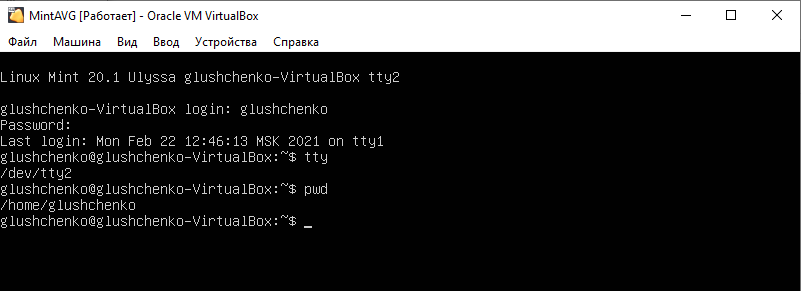 MintAVG [Работает] - Oracle VM VirtualBox
Файл Машина Вид Ввод Устройства Справка
Linux Mint 20.1 Ulyssa glushchenko-VirtualBox tty2
glushchenko-VirtualBox login: glushchenko
Password:
Last login: Mon Feb 22 12:46:13 MSK 2021 on tty1
glushchenko@glushchenko-VirtualBox:~$ tty
/dev/tty2
glushchenko@glushchenko-VirtualBox:~$ pwd
/home/glushchenko
glushchenko@glushchenko-VirtualBox:~$ _